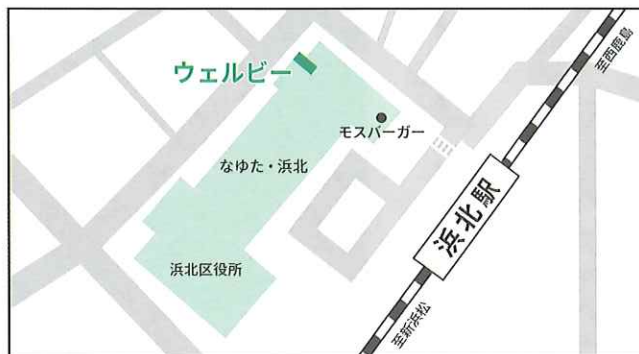 ウェルビー
至西鹿島
モスバーガー
なゆた・浜北
浜北駅
浜北区役所
至新浜松